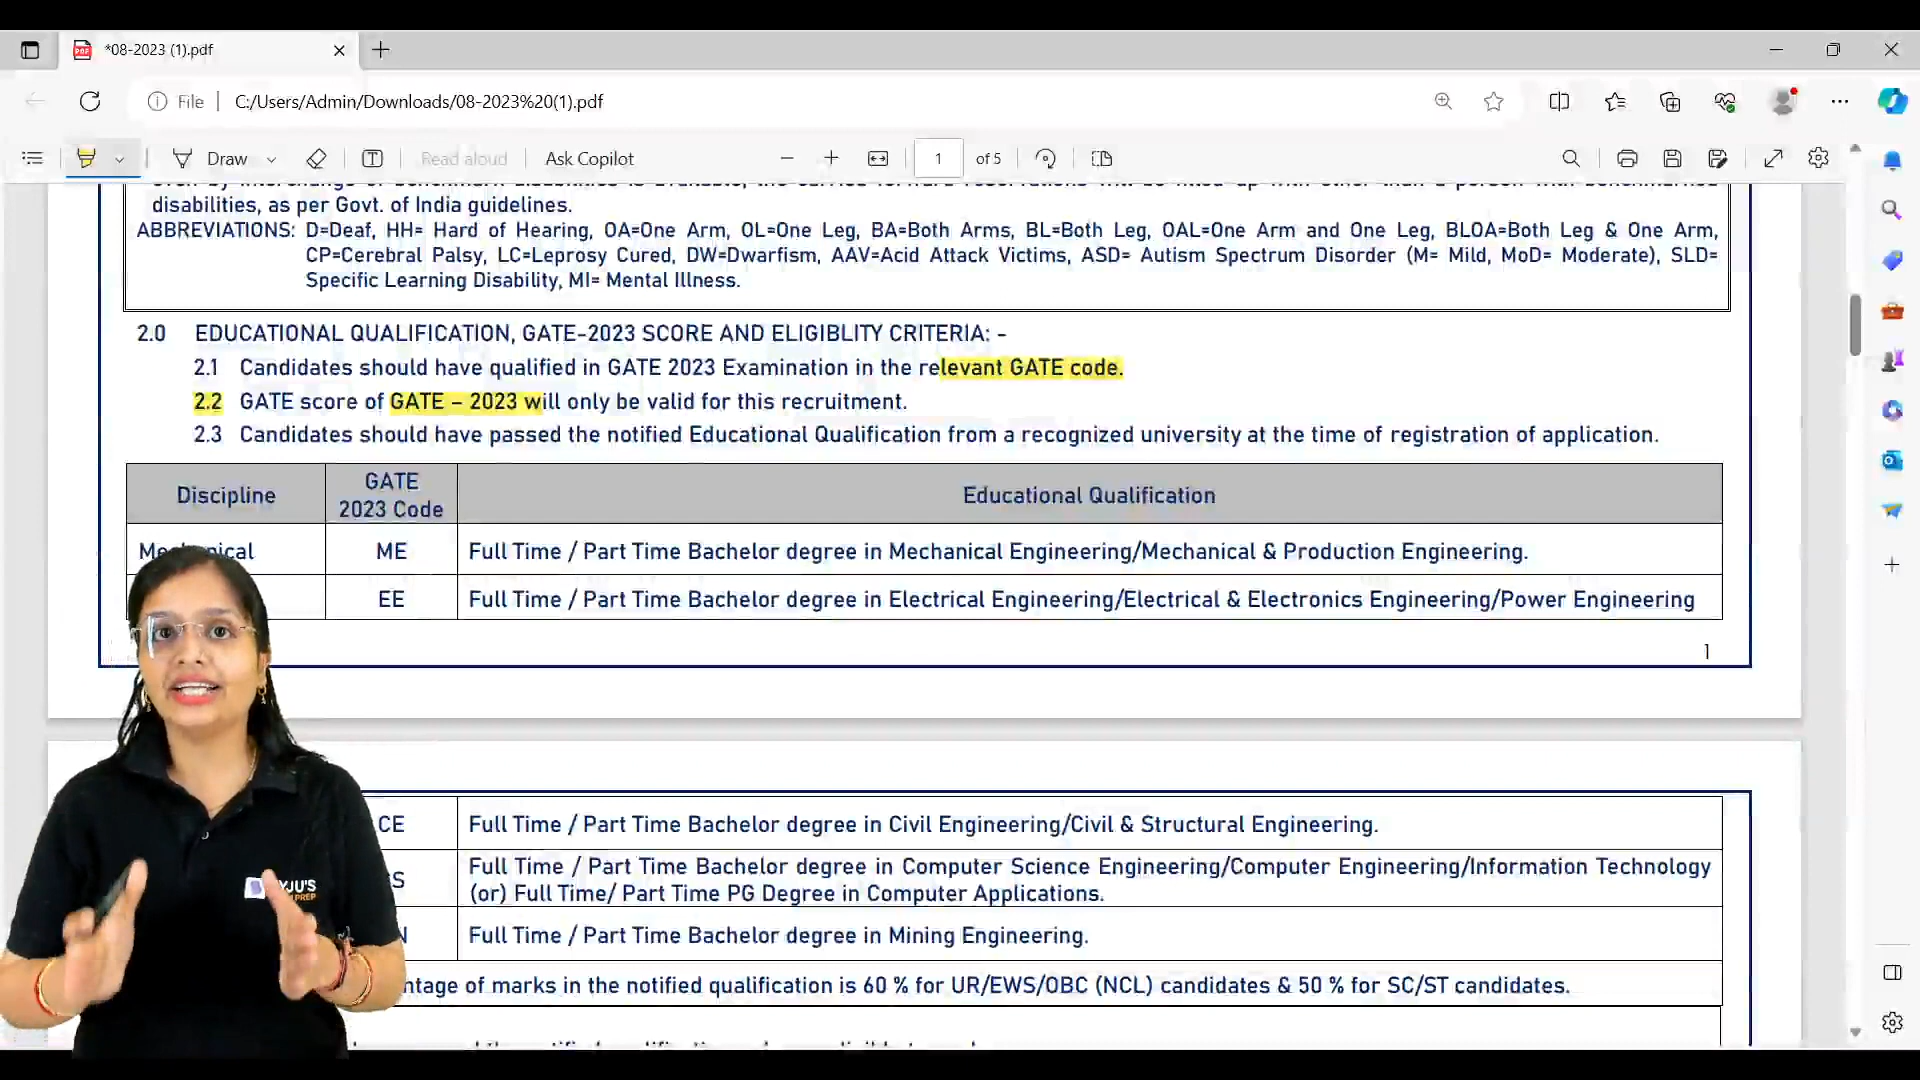 *08-2023 (1).pdf
File
C:/Users/Admin/Downloads/08-2023%20(1).pdf
Draw
Read aloud
Ask Copilot
1 of 5
disabilities, as per Govt. of India guidelines.
ABBREVIATIONS: D=Deaf, HH= Hard of Hearing, OA=One Arm, OL=One Leg, BA=Both Arms, BL=Both Leg, OAL=One Arm and One Leg, BLOA=Both Leg & One Arm,
CP=Cerebral Palsy, LC=Leprosy Cured, DW=Dwarfism, AAV=Acid Attack Victims, ASD= Autism Spectrum Disorder (M= Mild, MoD= Moderate), SLD=
Specific Learning Disability, MI= Mental Illness.
2.0 EDUCATIONAL QUALIFICATION, GATE-2023 SCORE AND ELIGIBLITY CRITERIA: -
2.1 Candidates should have qualified in GATE 2023 Examination in the relevant GATE code.
2.2 GATE score of GATE – 2023 will only be valid for this recruitment.
2.3 Candidates should have passed the notified Educational Qualification from a recognized university at the time of registration of application.
Discipline
GATE
2023 Code
Educational Qualification
Mechanical
ME
Full Time / Part Time Bachelor degree in Mechanical Engineering/Mechanical & Production Engineering.
EE
Full Time / Part Time Bachelor degree in Electrical Engineering/Electrical & Electronics Engineering/Power Engineering
1
CE
Full Time / Part Time Bachelor degree in Civil Engineering/Civil & Structural Engineering.
S
Full Time / Part Time Bachelor degree in Computer Science Engineering/Computer Engineering/Information Technology
(or) Full Time/ Part Time PG Degree in Computer Applications.
N
Full Time / Part Time Bachelor degree in Mining Engineering.
ntage of marks in the notified qualification is 60 % for UR/EWS/OBC (NCL) candidates & 50 % for SC/ST candidates.
YJU'S
PREP